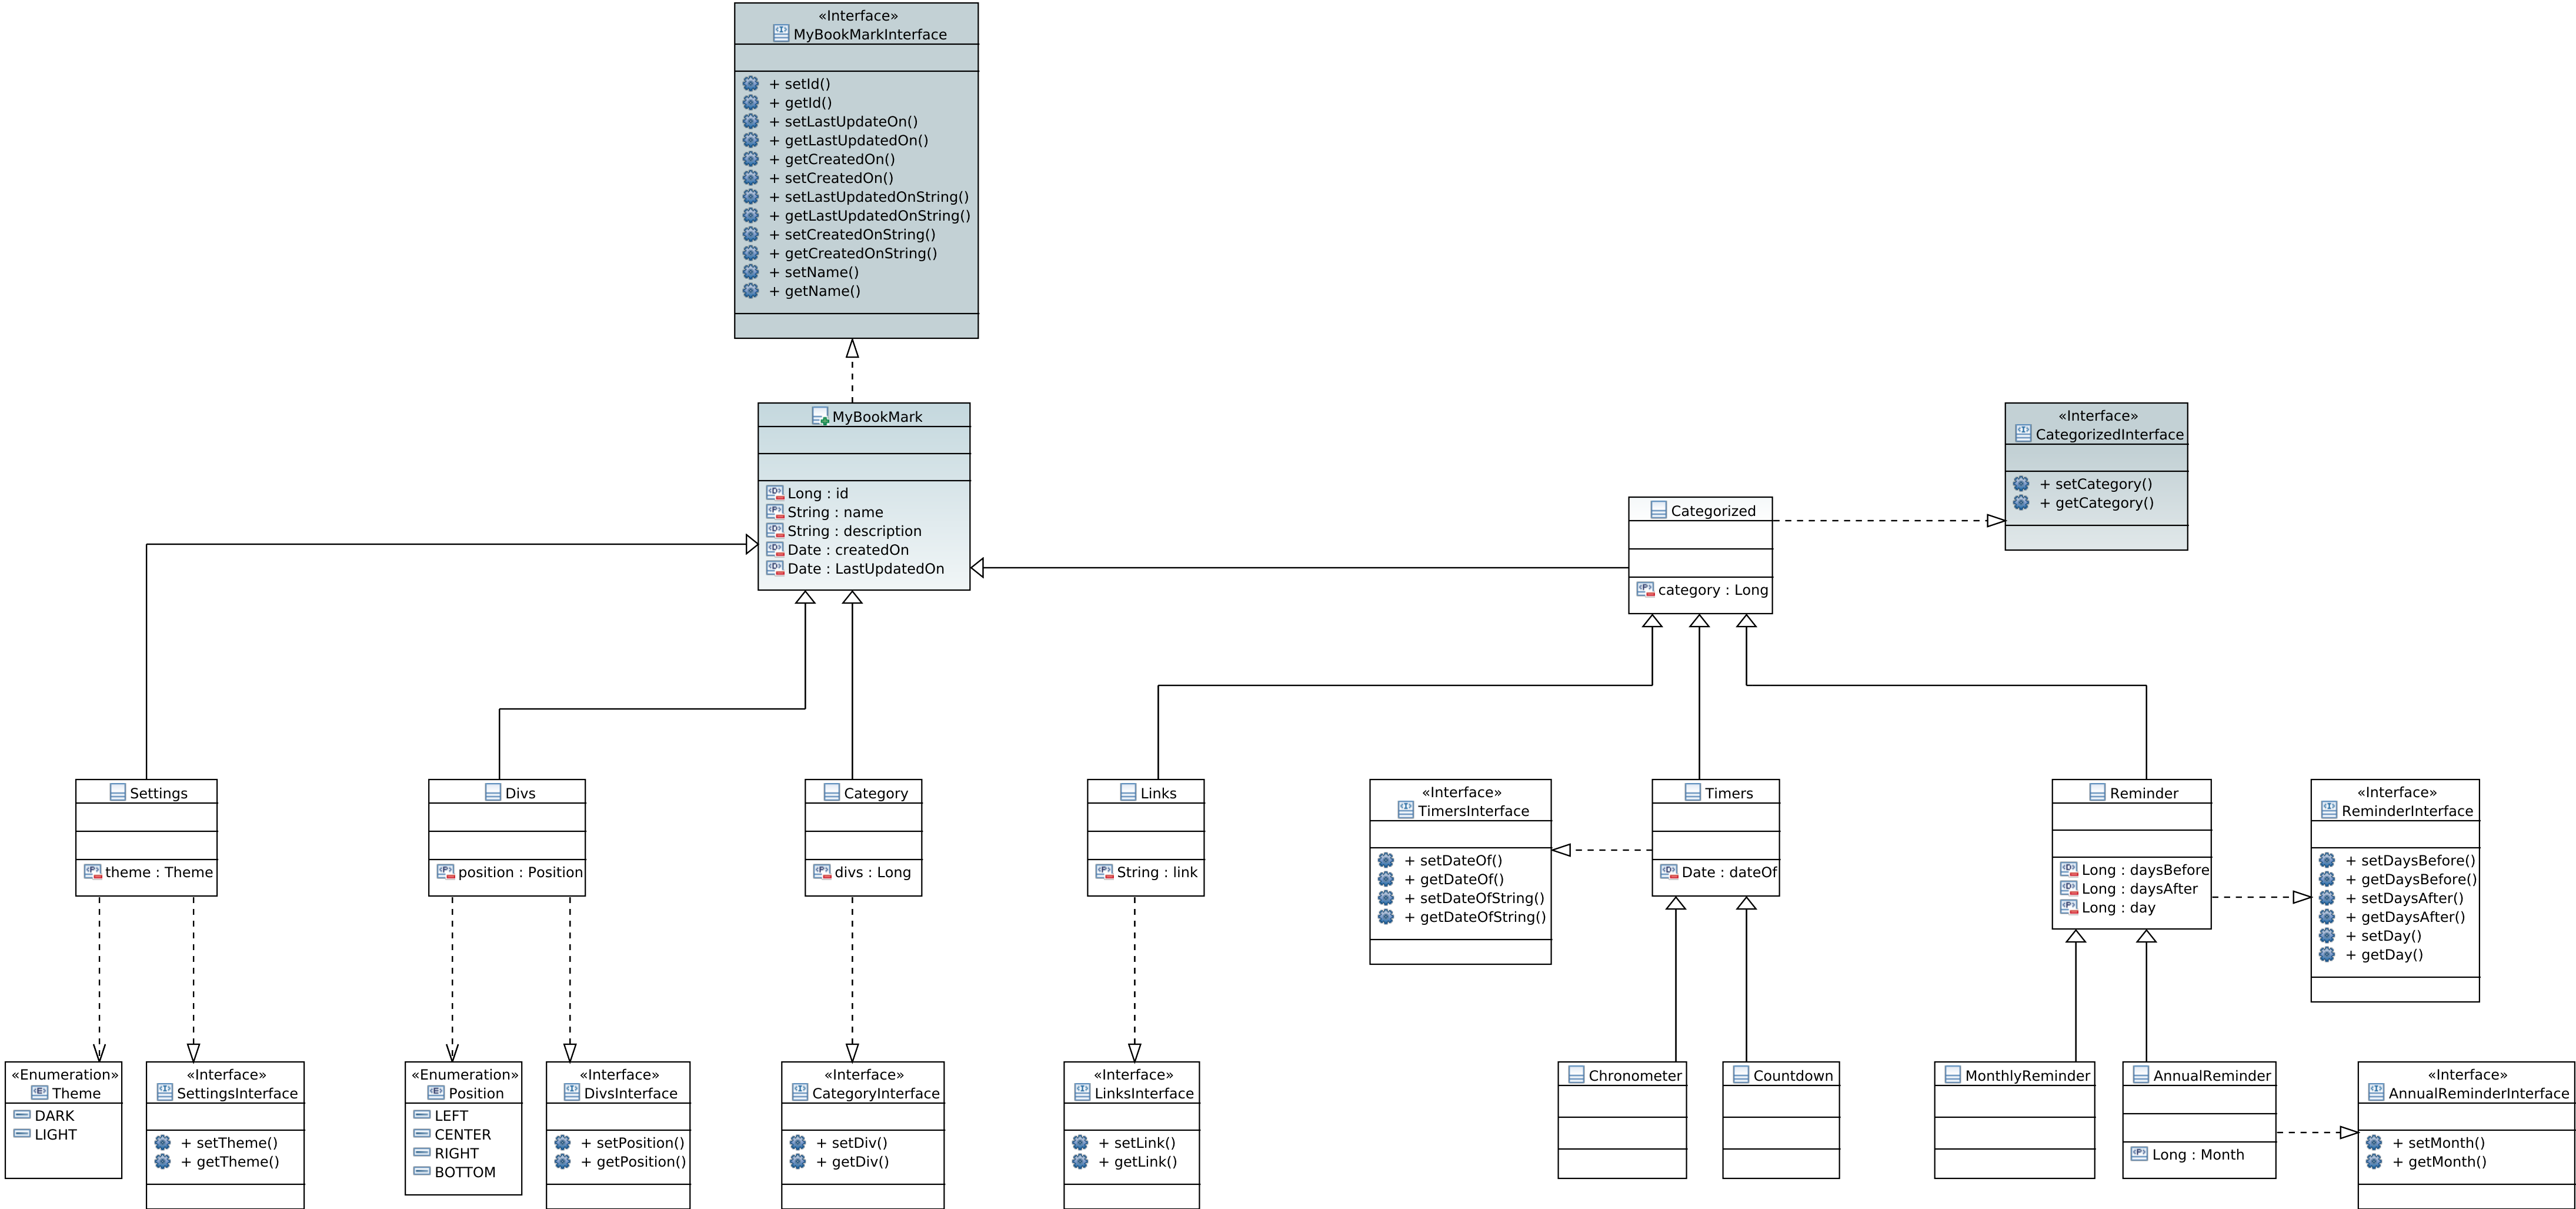 «Interface»
MyBookMarkInterface
+ setId()
+ getId()
+ setLastUpdateOn()
+ getLastUpdatedOn()
+ getCreatedOn()
+ setCreatedOn()
+ setLastUpdatedOnString()
+ getLastUpdatedOnString()
+ setCreatedOnString()
+ getCreatedOnString()
+ setName()
+ getName()
MyBookMark
Long : id
String : name
String : description
Date : createdOn
Date : LastUpdatedOn
Categorized
category : Long
«Interface»
CategorizedInterface
+ setCategory()
+ getCategory()
Settings
theme : Theme
Divs
position : Position
Category
divs : Long
Links
String : link
«Interface»
TimersInterface
+ setDateOf()
+ getDateOf()
+ setDateOfString()
+ getDateOfString()
Timers
Date : dateOf
Reminder
Long : daysBefore
Long : daysAfter
Long : day
«Interface»
ReminderInterface
+ setDaysBefore()
+ getDaysBefore()
+ setDaysAfter()
+ getDaysAfter()
+ setDay()
+ getDay()
«Enumeration»
Theme
DARK
LIGHT
«Interface»
SettingsInterface
+ setTheme()
+ getTheme()
«Enumeration»
Position
LEFT
CENTER
RIGHT
BOTTOM
«Interface»
DivsInterface
+ setPosition()
+ getPosition()
«Interface»
CategoryInterface
+ setDiv()
+ getDiv()
«Interface»
LinksInterface
+ setLink()
+ getLink()
Chronometer
Countdown
MonthlyReminder
AnnualReminder
Long : Month
«Interface»
AnnualReminderInterface
+ setMonth()
+ getMonth()